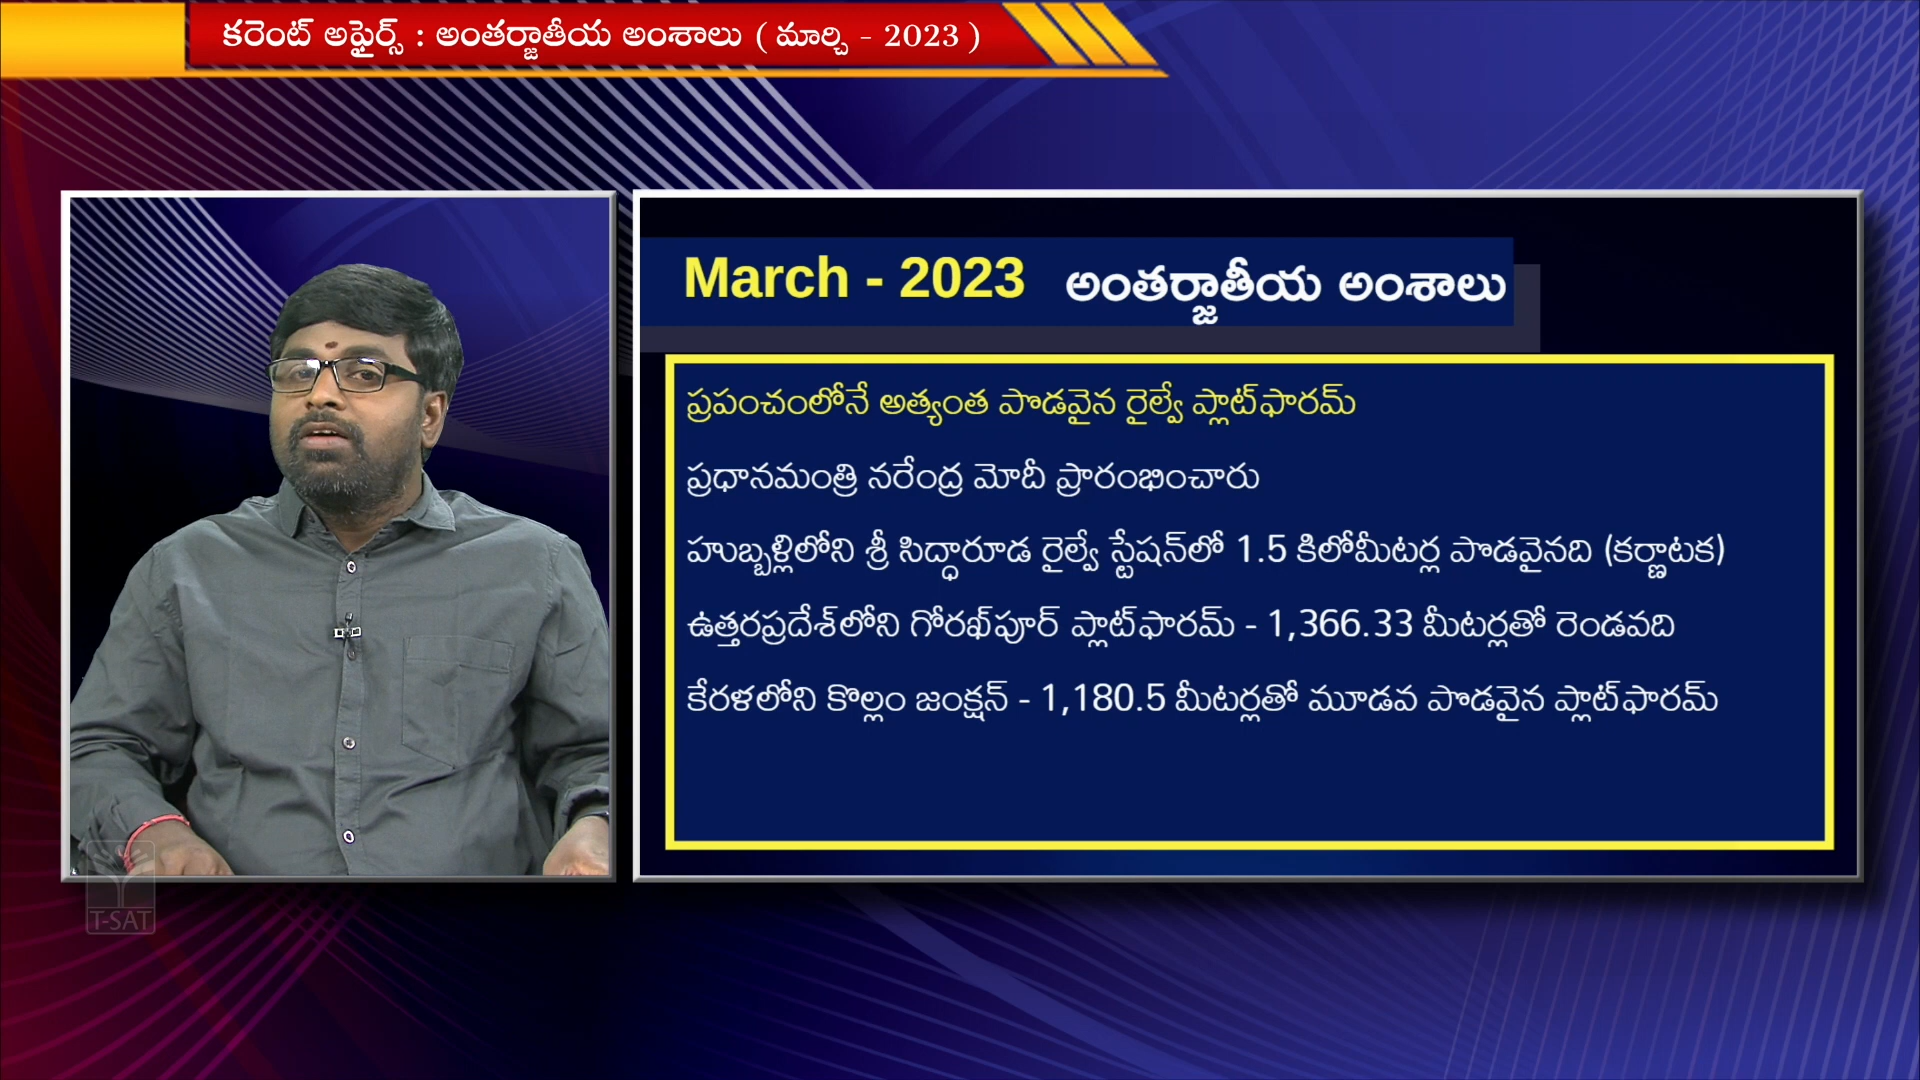 కరెంట్ అఫైర్స్ : అంతర్జాతీయ అంశాలు ( మార్చి - 2023 )
March - 2023 అంతర్జాతీయ అంశాలు
ప్రపంచంలోనే అత్యంత పొడవైన రైల్వే ప్లాట్‌ఫారమ్
ప్రధానమంత్రి నరేంద్ర మోదీ ప్రారంభించారు
హుబ్బళ్లిలోని శ్రీ సిద్ధారూడ రైల్వే స్టేషన్‌లో 1.5 కిలోమీటర్ల పొడవైనది (కర్ణాటక)
ఉత్తరప్రదేశ్‌లోని గోరఖ్‌పూర్ ప్లాట్‌ఫారమ్ - 1,366.33 మీటర్లతో రెండవది
కేరళలోని కొల్లం జంక్షన్ - 1,180.5 మీటర్లతో మూడవ పొడవైన ప్లాట్‌ఫారమ్
T-SAT